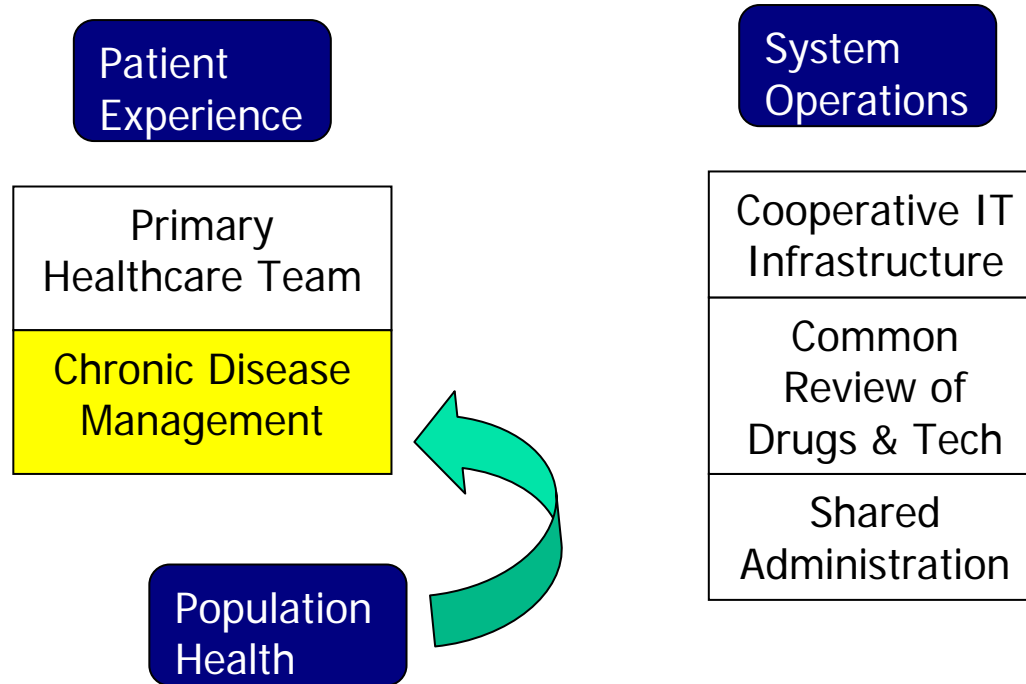 Patient
Experience
Primary
Healthcare Team
Chronic Disease
Management
Population
Health
System
Operations
Cooperative IT
Infrastructure
Common
Review of
Drugs & Tech
Shared
Administration